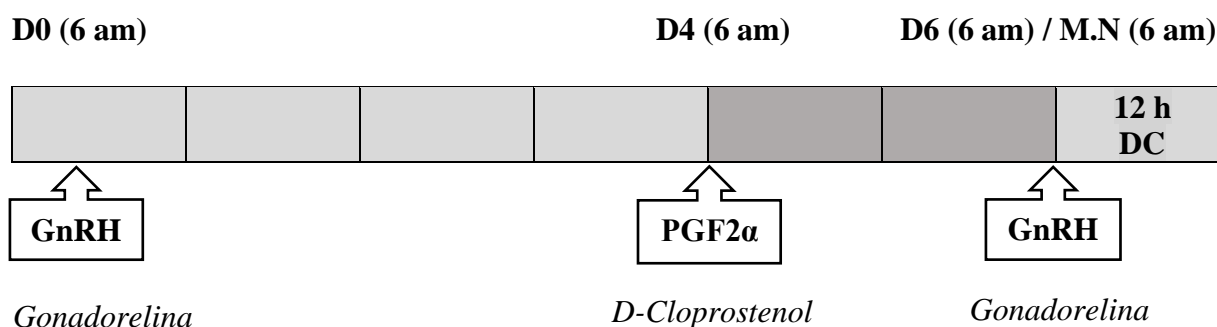 D0 (6 am) D4 (6 am) D6 (6 am) / M.N (6 am)
12 h
DC
GnRH PGF2α GnRH
Gonadorelina D-Cloprostenol Gonadorelina